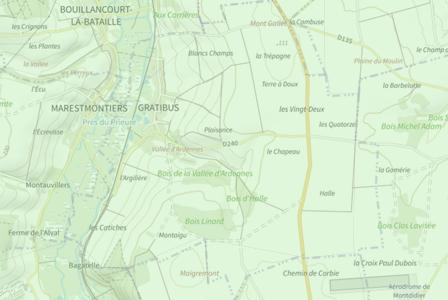 BOUILLANCOURT-
LA-BATAILLE
Aux Carrières
Mont Galet
la Cambuse
les Crignons
les Plantes
D135
le Champ
Blancs Champs
la Trépagne
Plaine du Moulin
la Vallée
l'Écu
Terre à Doux
la Barbelotte
MARESTMONTIERS
GRATIBUS
les Vingt-Deux
Près du Prieuré
les Quatorze
Bois Michel Adam
l'Écrevisse
Plaisance
D240
Vallée d'Ardennes
le Chapeau
Bois de la Vallée d'Ardennes
l'Argilière
la Gomérie
Montauvillers
Bois d'Halle
Halle
Bois Linard
Bois Clos Lavisée
Ferme de l'Alval
les Catiches
Montaigu
Bagatelle
la Croix Paul Dubois
Maigremont
Chemin de Corbie
Aérodrome de
Montdidier